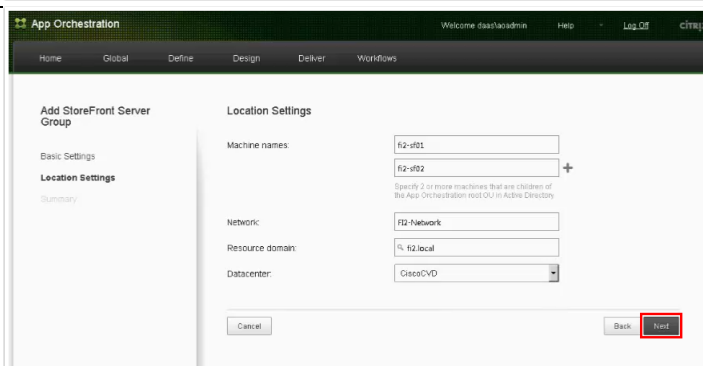 App Orchestration
Welcome daas\aoadmin Help Log Off
Home Global Define Design Deliver Workflows
Add StoreFront Server
Group
Basic Settings
Location Settings
Summary
Location Settings
Machine names:
fi2-sf01
fi2-sf02
Specify 2 or more machines that are children of
the App Orchestration root OU in Active Directory
Network:
FI2-Network
Resource domain:
fi2.local
Datacenter:
CiscoCVD
Cancel
Back
Next